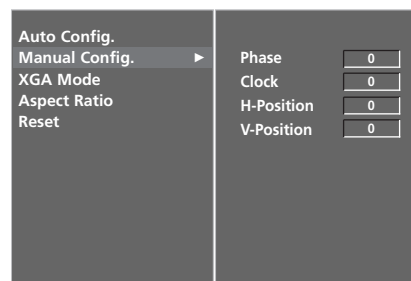 Auto Config.
Manual Config. ►
XGA Mode
Aspect Ratio
Reset
Phase 0
Clock 0
H-Position 0
V-Position 0